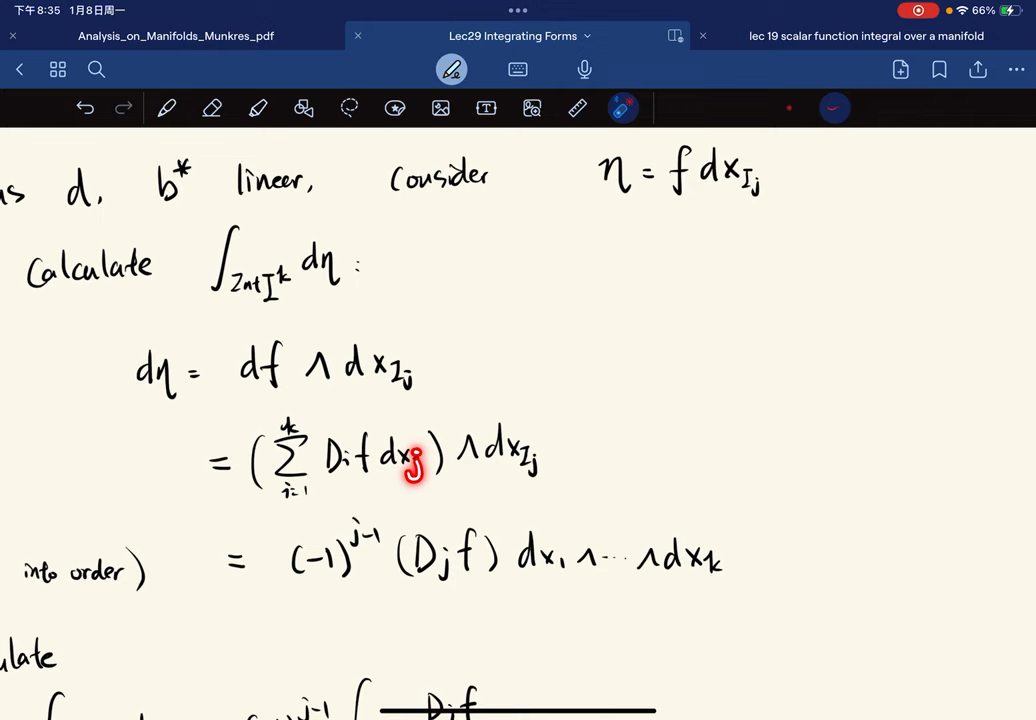 下午8:35 1月8日周一
66%
Analysis_on_Manifolds_Munkres_pdf
Lec29 Integrating Forms
lec 19 scalar function integral over a manifold
as d, b* linear, consider η = f dx_{I_j}
Calculate ∫_{Int I^k} dη :
dη = df ∧ dx_{I_j}
= (∑_{i=1}^{k} D_i f dx_j) ∧ dx_{I_j}
into order) = (-1)^{j-1} (D_j f) dx_1 ∧ ··· ∧ dx_k